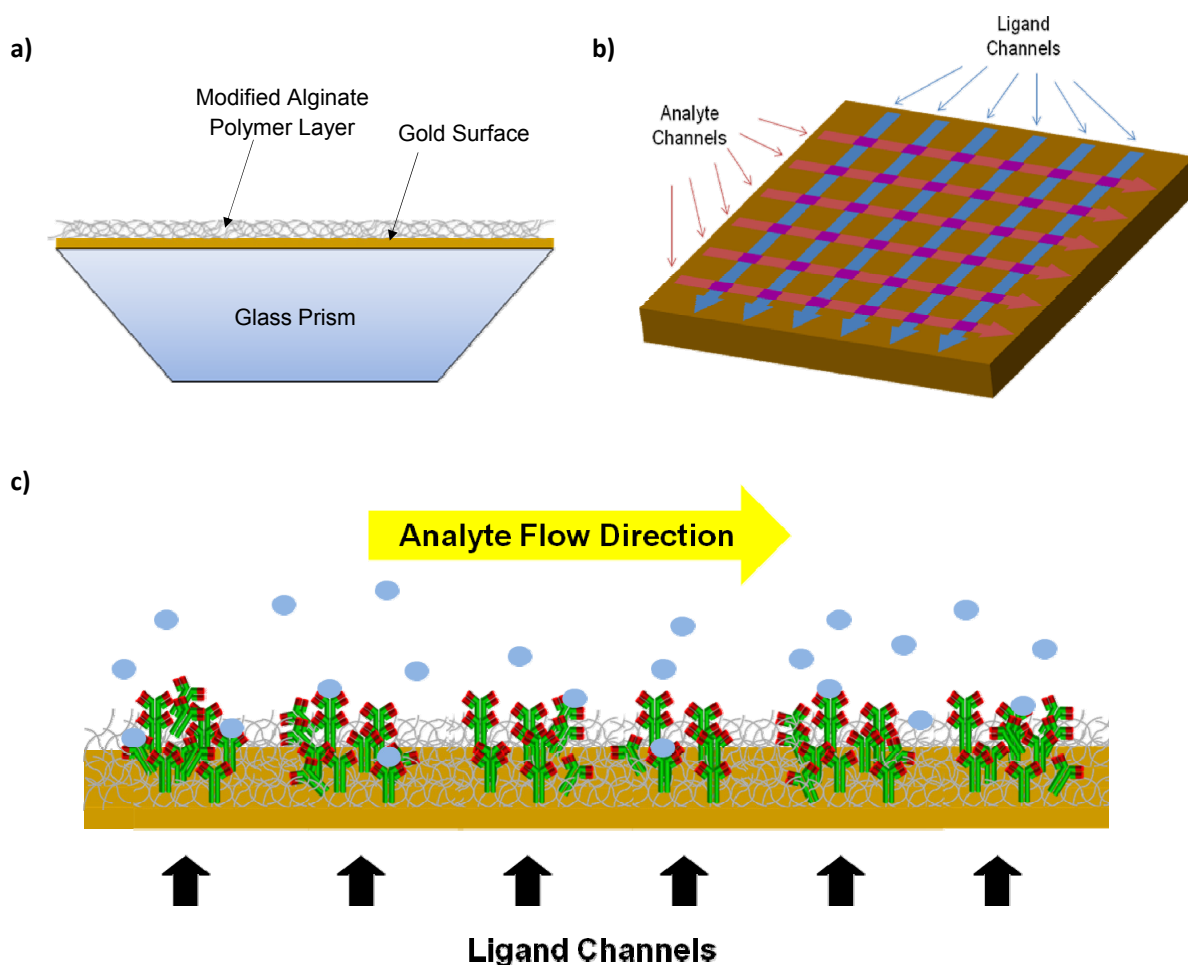 a)
Modified Alginate
Polymer Layer
Gold Surface
Glass Prism
b)
Ligand
Channels
Analyte
Channels
c)
Analyte Flow Direction
Ligand Channels